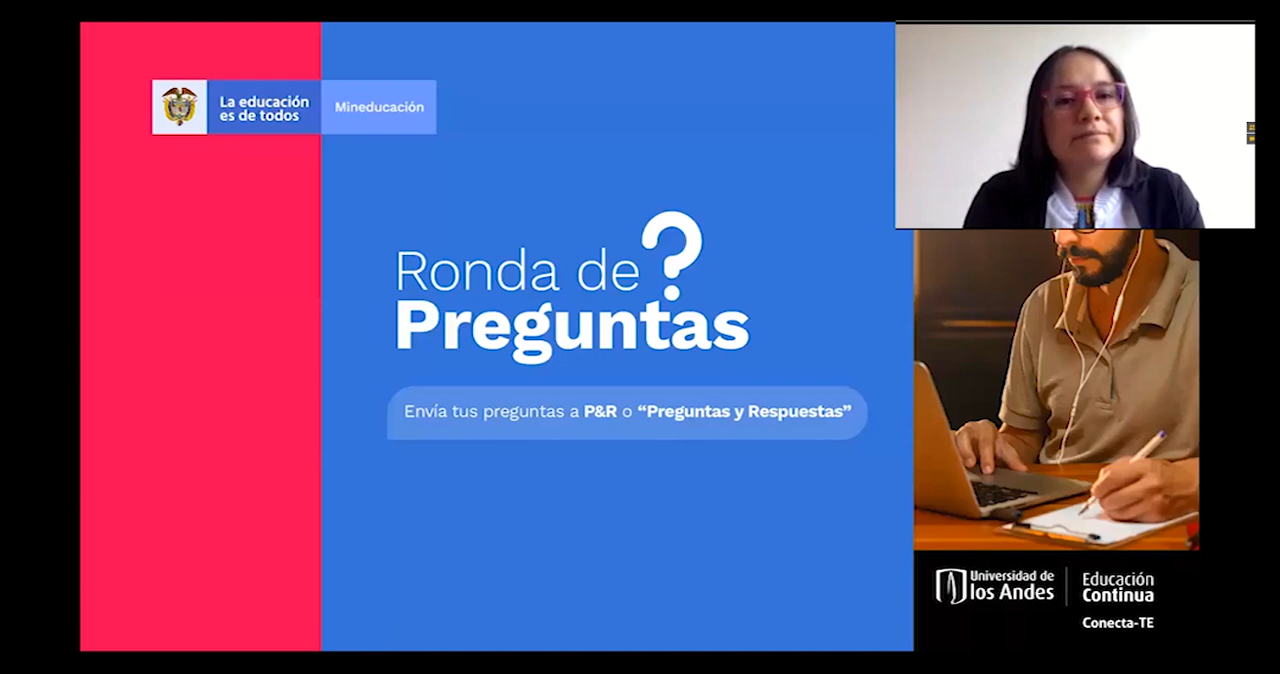 La educación
es de todos
Mineducación
Ronda de ?
Preguntas
Envía tus preguntas a P&R o “Preguntas y Respuestas”
Universidad de
los Andes
Educación
Continua
Conecta-TE